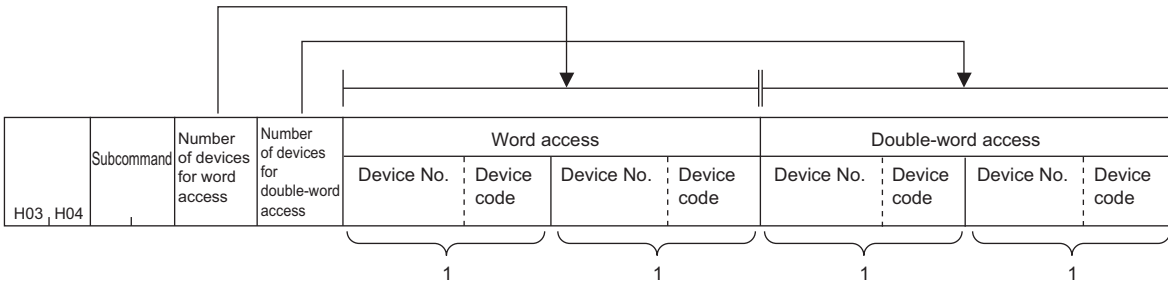 H03 H04
Subcommand
Number
of devices
for word
access
Number
of devices
for
double-word
access
Word access
Double-word access
Device No.
Device
code
Device No.
Device
code
Device No.
Device
code
Device No.
Device
code
1
1
1
1